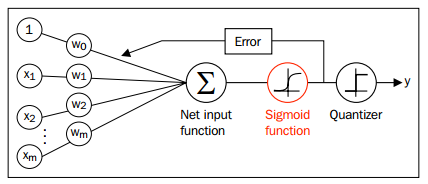 1
w0
Error
x1
w1
Σ
y
x2
w2
⋮
wm
xm
Net input
function
Sigmoid
function
Quantizer